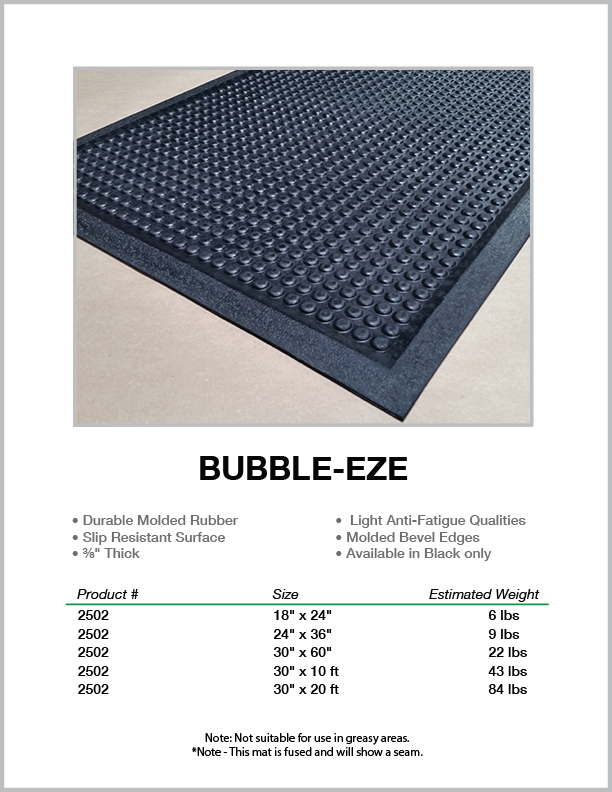 BUBBLE-EZE
• Durable Molded Rubber
• Slip Resistant Surface
• ⅜" Thick
• Light Anti-Fatigue Qualities
• Molded Bevel Edges
• Available in Black only
Product # Size Estimated Weight
2502 18" x 24" 6 lbs
2502 24" x 36" 9 lbs
2502 30" x 60" 22 lbs
2502 30" x 10 ft 43 lbs
2502 30" x 20 ft 84 lbs
Note: Not suitable for use in greasy areas.
*Note - This mat is fused and will show a seam.